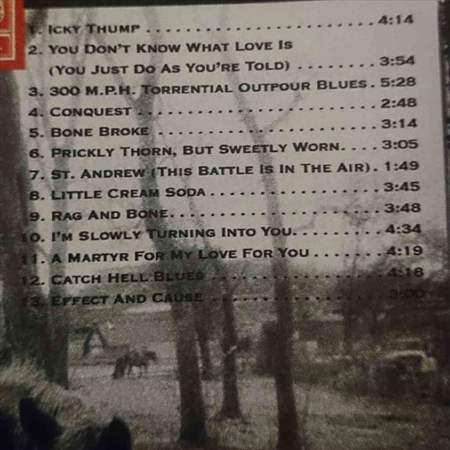 1. ICKY THUMP . . . . . . . . . . . . . . . . . . . . 4:14
2. YOU DON'T KNOW WHAT LOVE IS
(YOU JUST DO AS YOU'RE TOLD) . . . . . . . 3:54
3. 300 M.P.H. TORRENTIAL OUTPOUR BLUES . 5:28
4. CONQUEST . . . . . . . . . . . . . . . . . . . . . 2:48
5. BONE BROKE . . . . . . . . . . . . . . . . . . . 3:14
6. PRICKLY THORN, BUT SWEETLY WORN. . . . 3:05
7. ST. ANDREW (THIS BATTLE IS IN THE AIR) . 1:49
8. LITTLE CREAM SODA . . . . . . . . . . . . . . 3:45
9. RAG AND BONE. . . . . . . . . . . . . . . . . . 3:48
10. I'M SLOWLY TURNING INTO YOU. . . . . . . 4:34
11. A MARTYR FOR MY LOVE FOR YOU . . . . . 4:19
12. CATCH HELL BLUES . . . . . . . . . . . . . . 4:18
13. EFFECT AND CAUSE . . . . . . . . . . . . . . 3:00